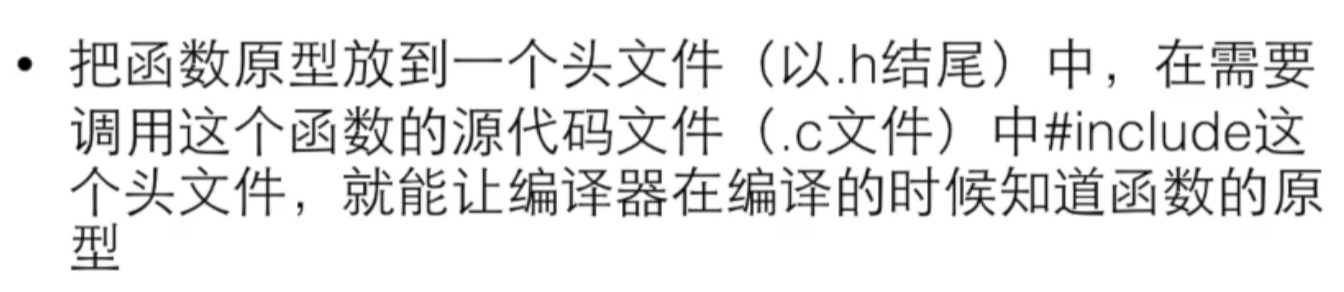 • 把函数原型放到一个头文件（以.h结尾）中，在需要
调用这个函数的源代码文件（.c文件）中#include这
个头文件，就能让编译器在编译的时候知道函数的原
型